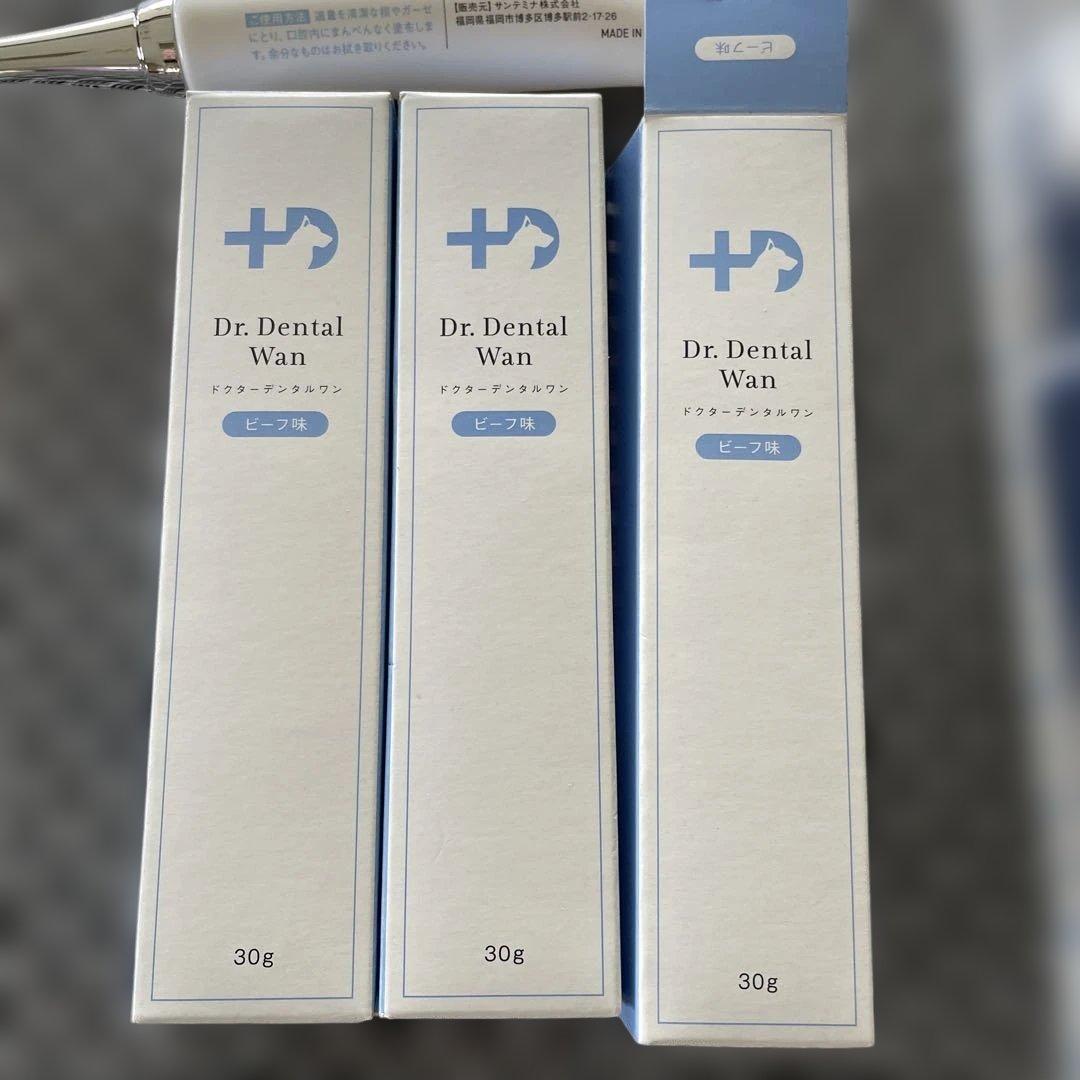 ご使用方法 適量を清潔な指やガーゼ
にとり、口腔内にまんべんなく塗布しま
す。余分なものはお拭き取りください。
【販売元】サンテミナ株式会社
福岡県福岡市博多区博多駅前2-17-26
MADE IN
ビーフ味
Dr. Dental
Wan
ドクターデンタルワン
ビーフ味
30g
Dr. Dental
Wan
ドクターデンタルワン
ビーフ味
30g
Dr. Dental
Wan
ドクターデンタルワン
ビーフ味
30g